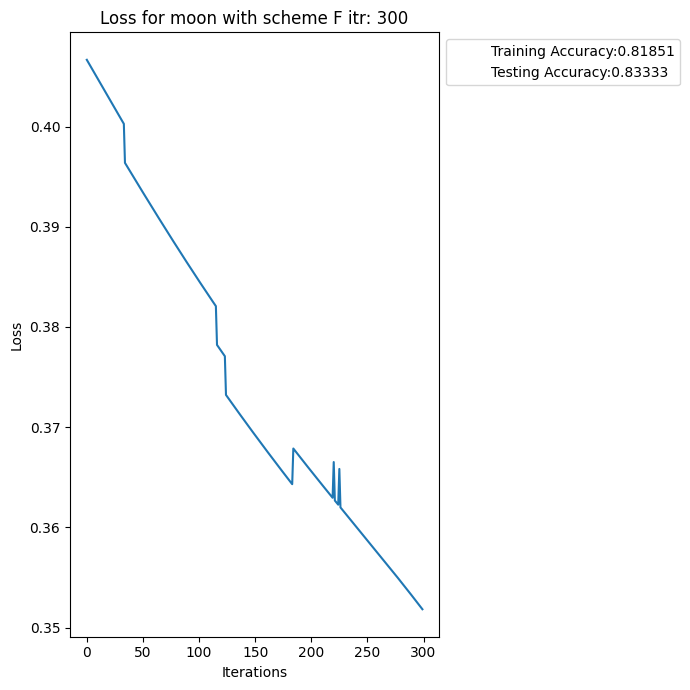 Loss for moon with scheme F itr: 300
Training Accuracy:0.81851
Testing Accuracy:0.83333
0.40
0.39
0.38
0.37
0.36
0.35
Loss
0 50 100 150 200 250 300
Iterations